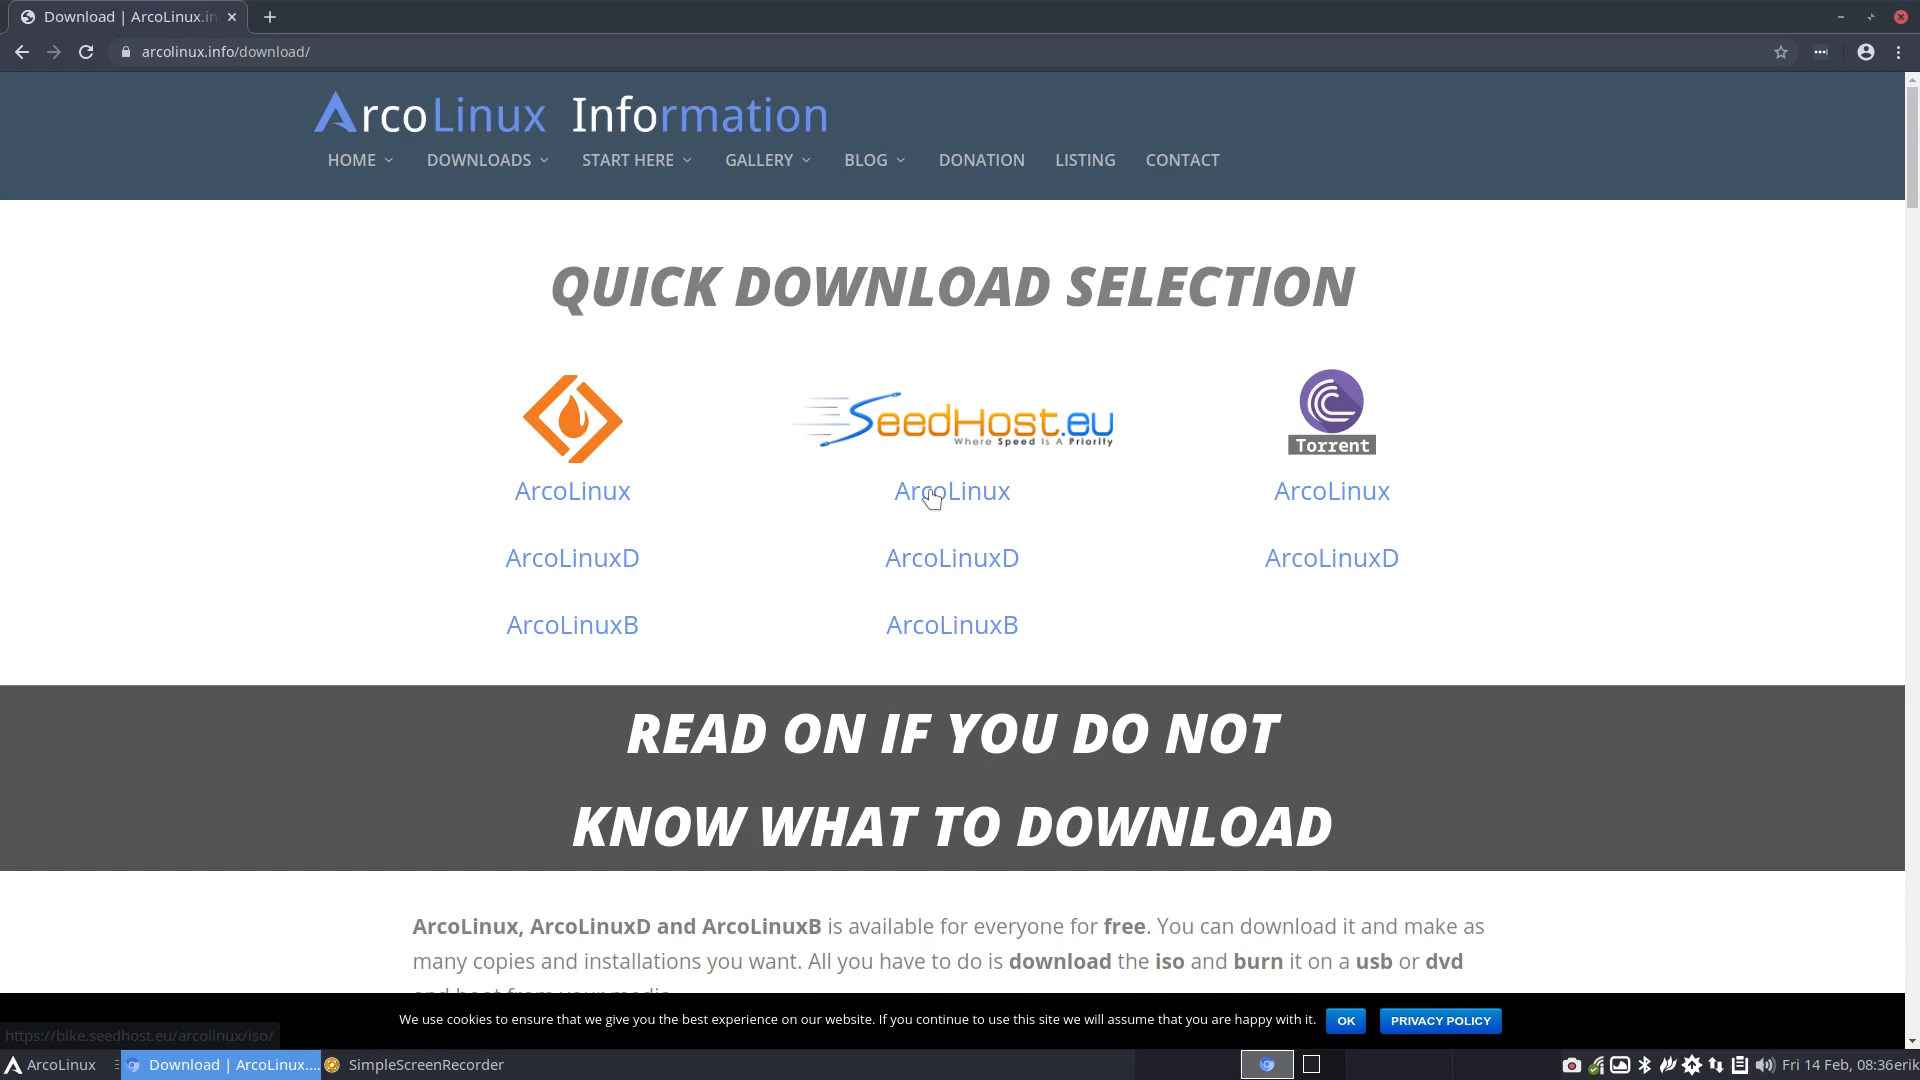 Download | ArcoLinux.in
arcolinux.info/download/
ArcoLinux Information
HOME DOWNLOADS START HERE GALLERY BLOG DONATION LISTING CONTACT
QUICK DOWNLOAD SELECTION
SEEDHOST.EU
Where Speed Is A Priority
Torrent
ArcoLinux ArcoLinux ArcoLinux
ArcoLinuxD ArcoLinuxD ArcoLinuxD
ArcoLinuxB ArcoLinuxB
READ ON IF YOU DO NOT
KNOW WHAT TO DOWNLOAD
ArcoLinux, ArcoLinuxD and ArcoLinuxB is available for everyone for free. You can download it and make as
many copies and installations you want. All you have to do is download the iso and burn it on a usb or dvd
We use cookies to ensure that we give you the best experience on our website. If you continue to use this site we will assume that you are happy with it. OK PRIVACY POLICY
https://bike.seedhost.eu/arcolinux/iso/
ArcoLinux Download | ArcoLinux.... SimpleScreenRecorder Fri 14 Feb, 08:36erik